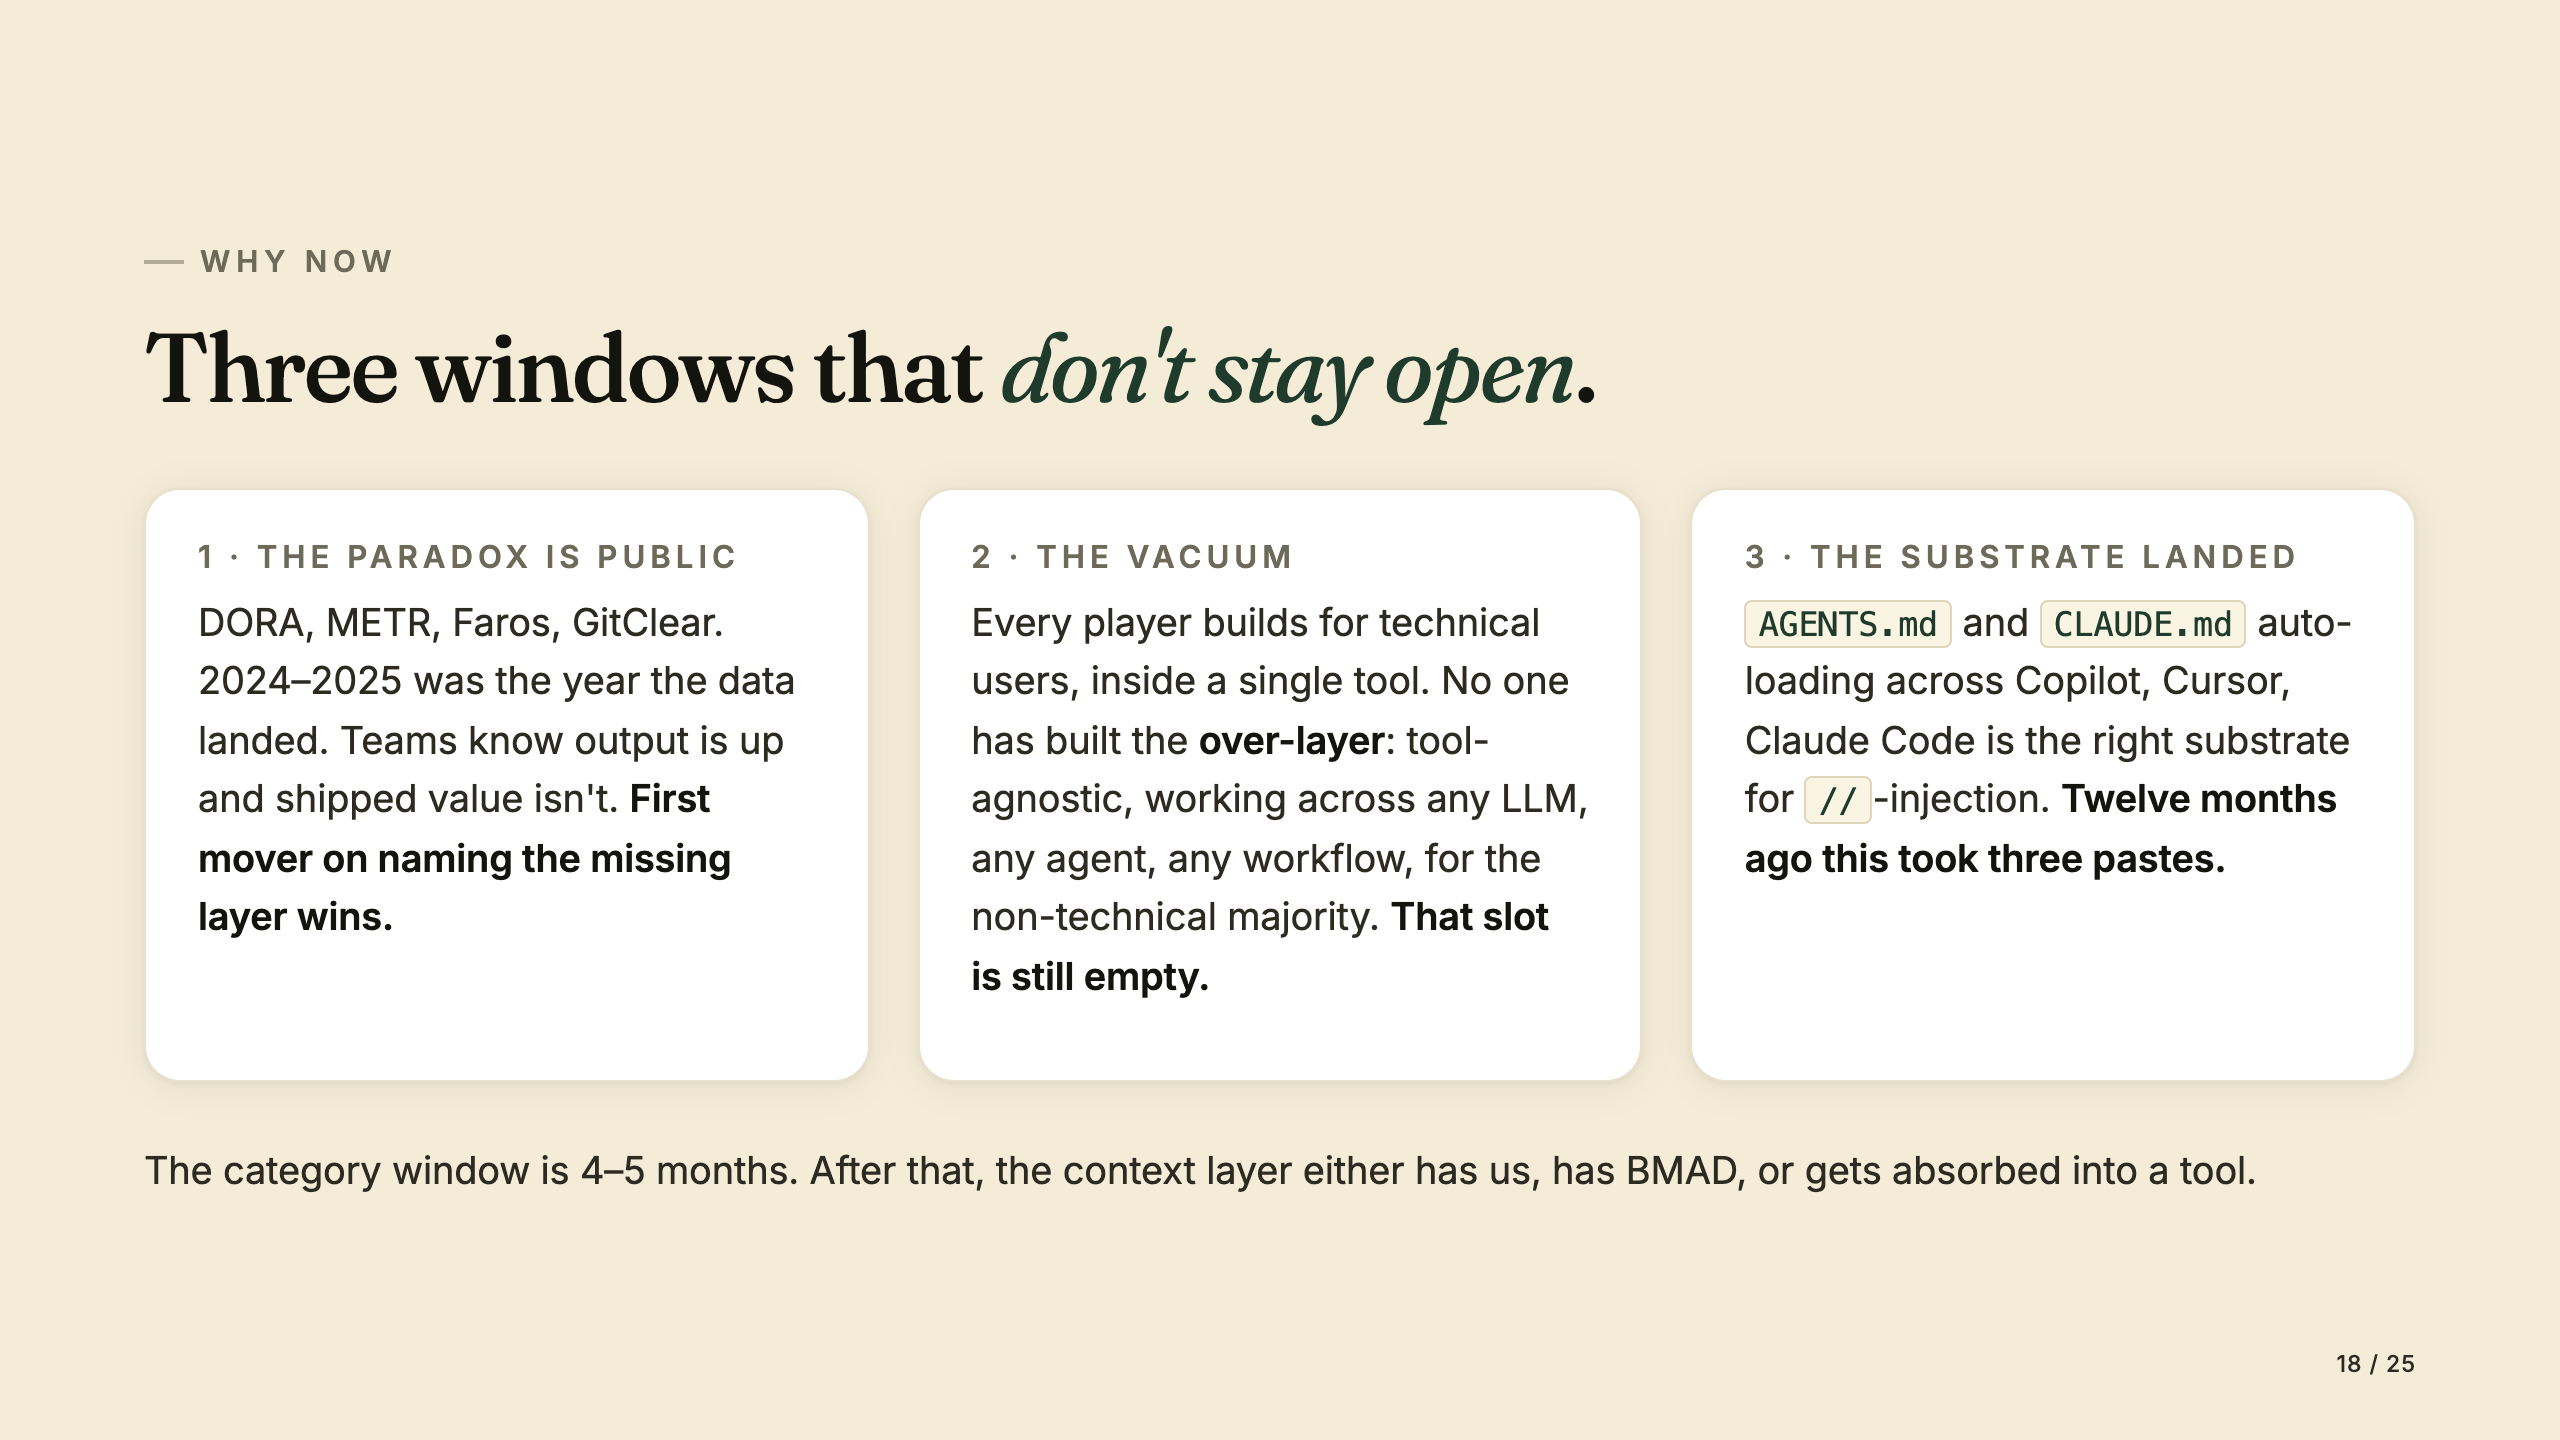 — WHY NOW
Three windows that don't stay open.
1 · THE PARADOX IS PUBLIC
DORA, METR, Faros, GitClear.
2024–2025 was the year the data
landed. Teams know output is up
and shipped value isn't. First
mover on naming the missing
layer wins.
2 · THE VACUUM
Every player builds for technical
users, inside a single tool. No one
has built the over-layer: tool-
agnostic, working across any LLM,
any agent, any workflow, for the
non-technical majority. That slot
is still empty.
3 · THE SUBSTRATE LANDED
AGENTS.md and CLAUDE.md auto-
loading across Copilot, Cursor,
Claude Code is the right substrate
for // -injection. Twelve months
ago this took three pastes.
The category window is 4–5 months. After that, the context layer either has us, has BMAD, or gets absorbed into a tool.
18 / 25